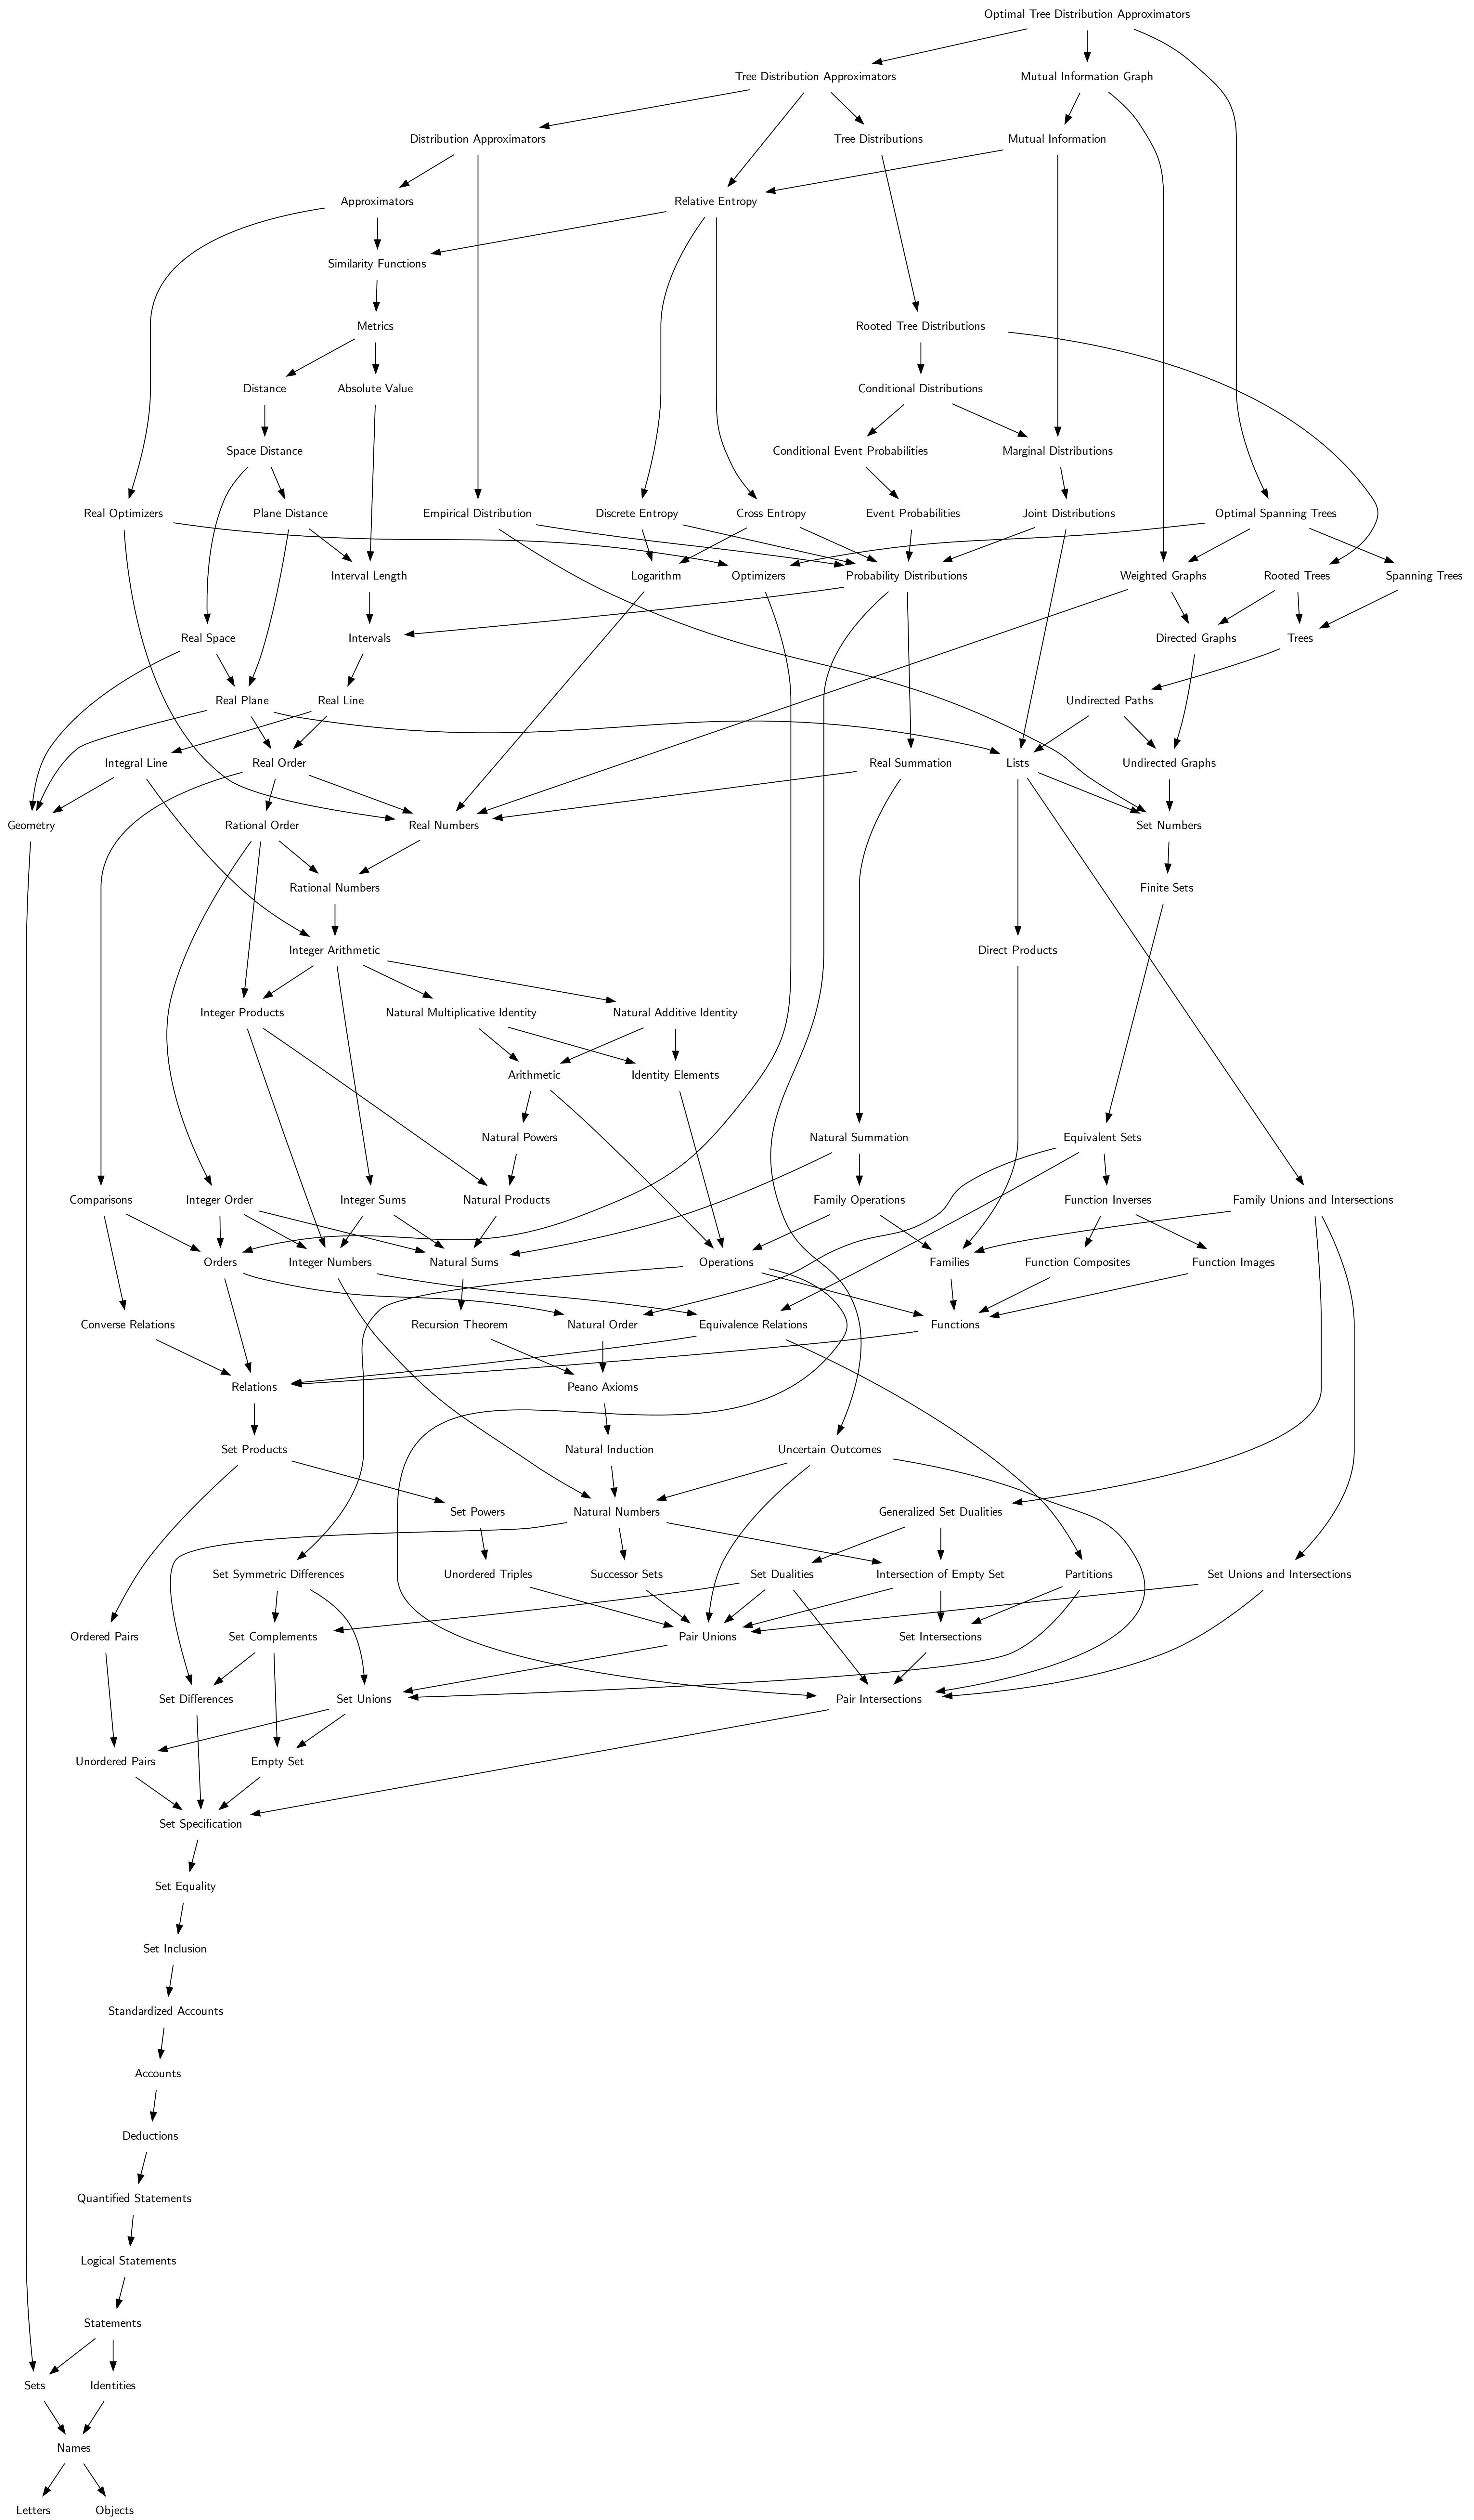 Optimal Tree Distribution Approximators
Tree Distribution Approximators
Mutual Information Graph
Distribution Approximators
Tree Distributions
Mutual Information
Approximators
Relative Entropy
Similarity Functions
Metrics
Rooted Tree Distributions
Distance
Absolute Value
Conditional Distributions
Space Distance
Conditional Event Probabilities
Marginal Distributions
Real Optimizers
Plane Distance
Empirical Distribution
Discrete Entropy
Cross Entropy
Event Probabilities
Joint Distributions
Optimal Spanning Trees
Interval Length
Logarithm
Optimizers
Probability Distributions
Weighted Graphs
Rooted Trees
Spanning Trees
Real Space
Intervals
Directed Graphs
Trees
Real Plane
Real Line
Undirected Paths
Integral Line
Real Order
Real Summation
Lists
Undirected Graphs
Geometry
Rational Order
Real Numbers
Set Numbers
Rational Numbers
Finite Sets
Integer Arithmetic
Direct Products
Integer Products
Natural Multiplicative Identity
Natural Additive Identity
Arithmetic
Identity Elements
Natural Powers
Natural Summation
Equivalent Sets
Comparisons
Integer Order
Integer Sums
Natural Products
Family Operations
Function Inverses
Family Unions and Intersections
Orders
Integer Numbers
Natural Sums
Operations
Families
Function Composites
Function Images
Converse Relations
Recursion Theorem
Natural Order
Equivalence Relations
Functions
Relations
Peano Axioms
Set Products
Natural Induction
Uncertain Outcomes
Set Powers
Natural Numbers
Generalized Set Dualities
Set Symmetric Differences
Unordered Triples
Successor Sets
Set Dualities
Intersection of Empty Set
Partitions
Set Unions and Intersections
Ordered Pairs
Set Complements
Pair Unions
Set Intersections
Set Differences
Set Unions
Pair Intersections
Unordered Pairs
Empty Set
Set Specification
Set Equality
Set Inclusion
Standardized Accounts
Accounts
Deductions
Quantified Statements
Logical Statements
Statements
Sets
Identities
Names
Letters
Objects